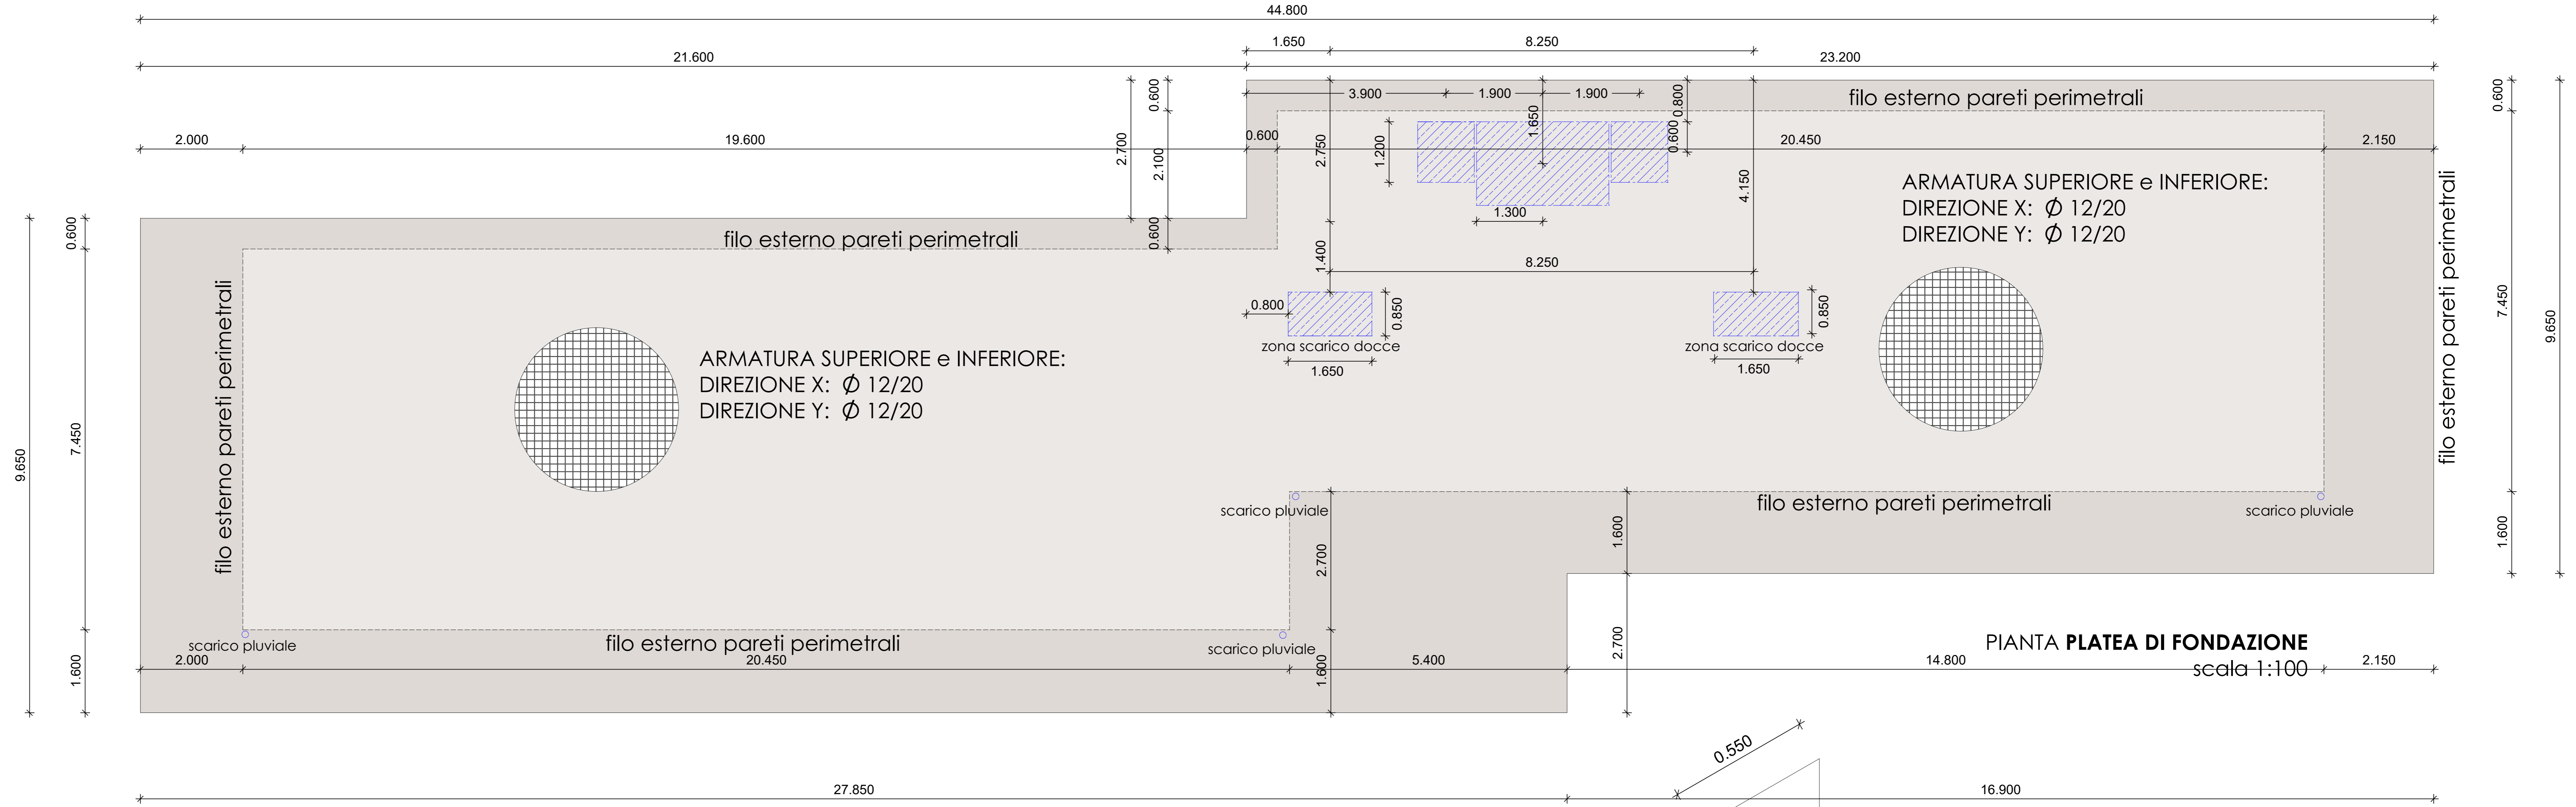 44.800
1.650
8.250
21.600
23.200
0.600
3.900
1.900
1.900
0.800
0.600
filo esterno pareti perimetrali
1.650
2.000
19.600
2.700
2.100
0.600
2.750
1.200
0.600
20.450
2.150
4.150
filo esterno pareti perimetrali
ARMATURA SUPERIORE e INFERIORE:
DIREZIONE X: Ø 12/20
DIREZIONE Y: Ø 12/20
1.300
0.600
filo esterno pareti perimetrali
0.600
1.400
8.250
0.800
0.850
0.850
zona scarico docce
zona scarico docce
1.650
1.650
7.450
9.650
filo esterno pareti perimetrali
ARMATURA SUPERIORE e INFERIORE:
DIREZIONE X: Ø 12/20
DIREZIONE Y: Ø 12/20
7.450
9.650
scarico pluviale
filo esterno pareti perimetrali
scarico pluviale
1.600
1.600
2.700
scarico pluviale
filo esterno pareti perimetrali
scarico pluviale
2.700
PIANTA PLATEA DI FONDAZIONE
scala 1:100
1.600
2.000
20.450
1.600
5.400
14.800
2.150
0.550
27.850
16.900